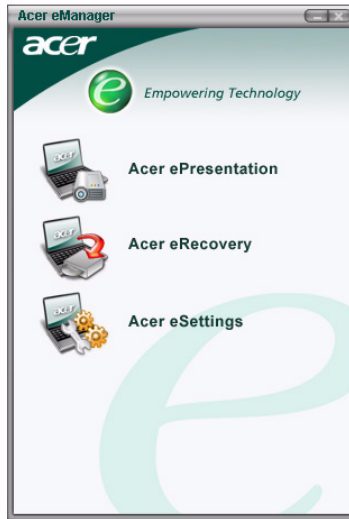 Acer eManager
acer
e Empowering Technology
Acer ePresentation
Acer eRecovery
Acer eSettings
e